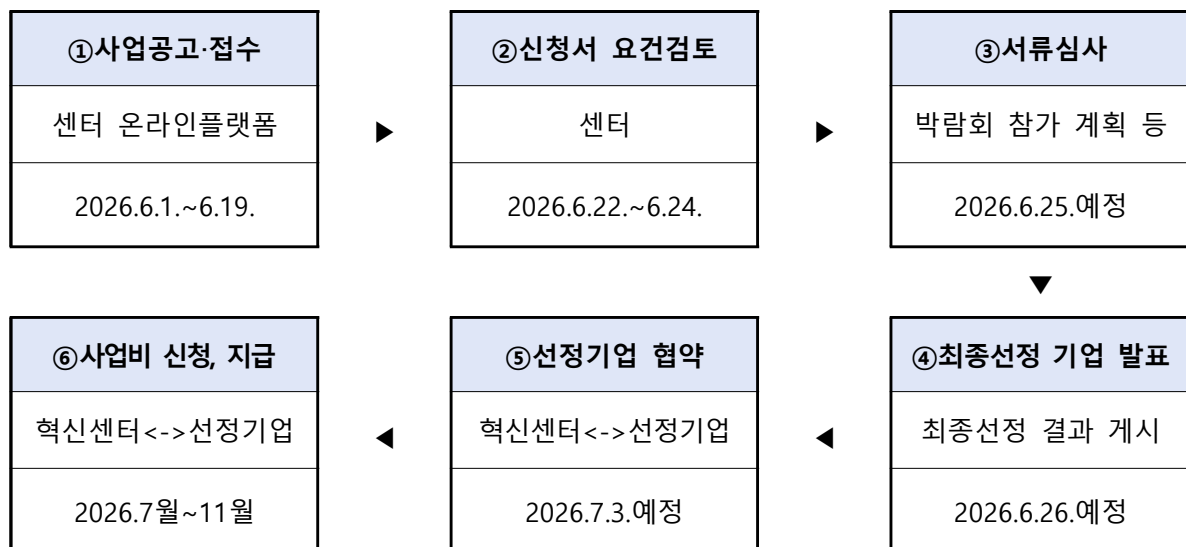 ①사업공고·접수
센터 온라인플랫폼
2026.6.1.~6.19.
▶
②신청서 요건검토
센터
2026.6.22.~6.24.
▶
③서류심사
박람회 참가 계획 등
2026.6.25.예정
▼
④최종선정 기업 발표
최종선정 결과 게시
2026.6.26.예정
◀
⑤선정기업 협약
혁신센터<->선정기업
2026.7.3.예정
◀
⑥사업비 신청, 지급
혁신센터<->선정기업
2026.7월~11월